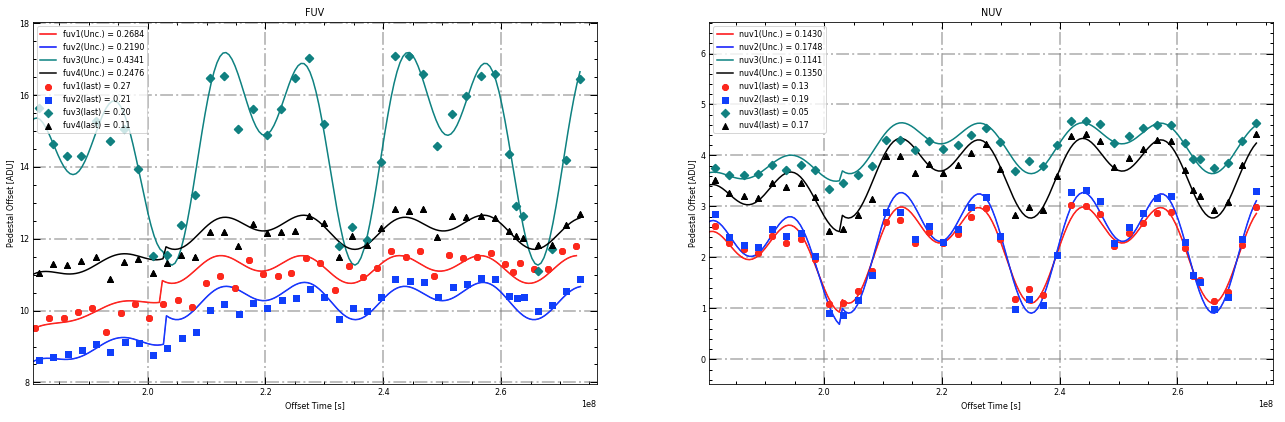 FUV
18
16
14
12
10
8
Pedestal Offset [ADU]
fuv1(Unc.) = 0.2684
fuv2(Unc.) = 0.2190
fuv3(Unc.) = 0.4341
fuv4(Unc.) = 0.2476
fuv1(last) = 0.27
fuv2(last) = 0.21
fuv3(last) = 0.20
fuv4(last) = 0.11
2.0 2.2 2.4 2.6
1e8
Offset Time [s]
NUV
6
5
4
3
2
1
0
Pedestal Offset [ADU]
nuv1(Unc.) = 0.1430
nuv2(Unc.) = 0.1748
nuv3(Unc.) = 0.1141
nuv4(Unc.) = 0.1350
nuv1(last) = 0.13
nuv2(last) = 0.19
nuv3(last) = 0.05
nuv4(last) = 0.17
2.0 2.2 2.4 2.6
1e8
Offset Time [s]